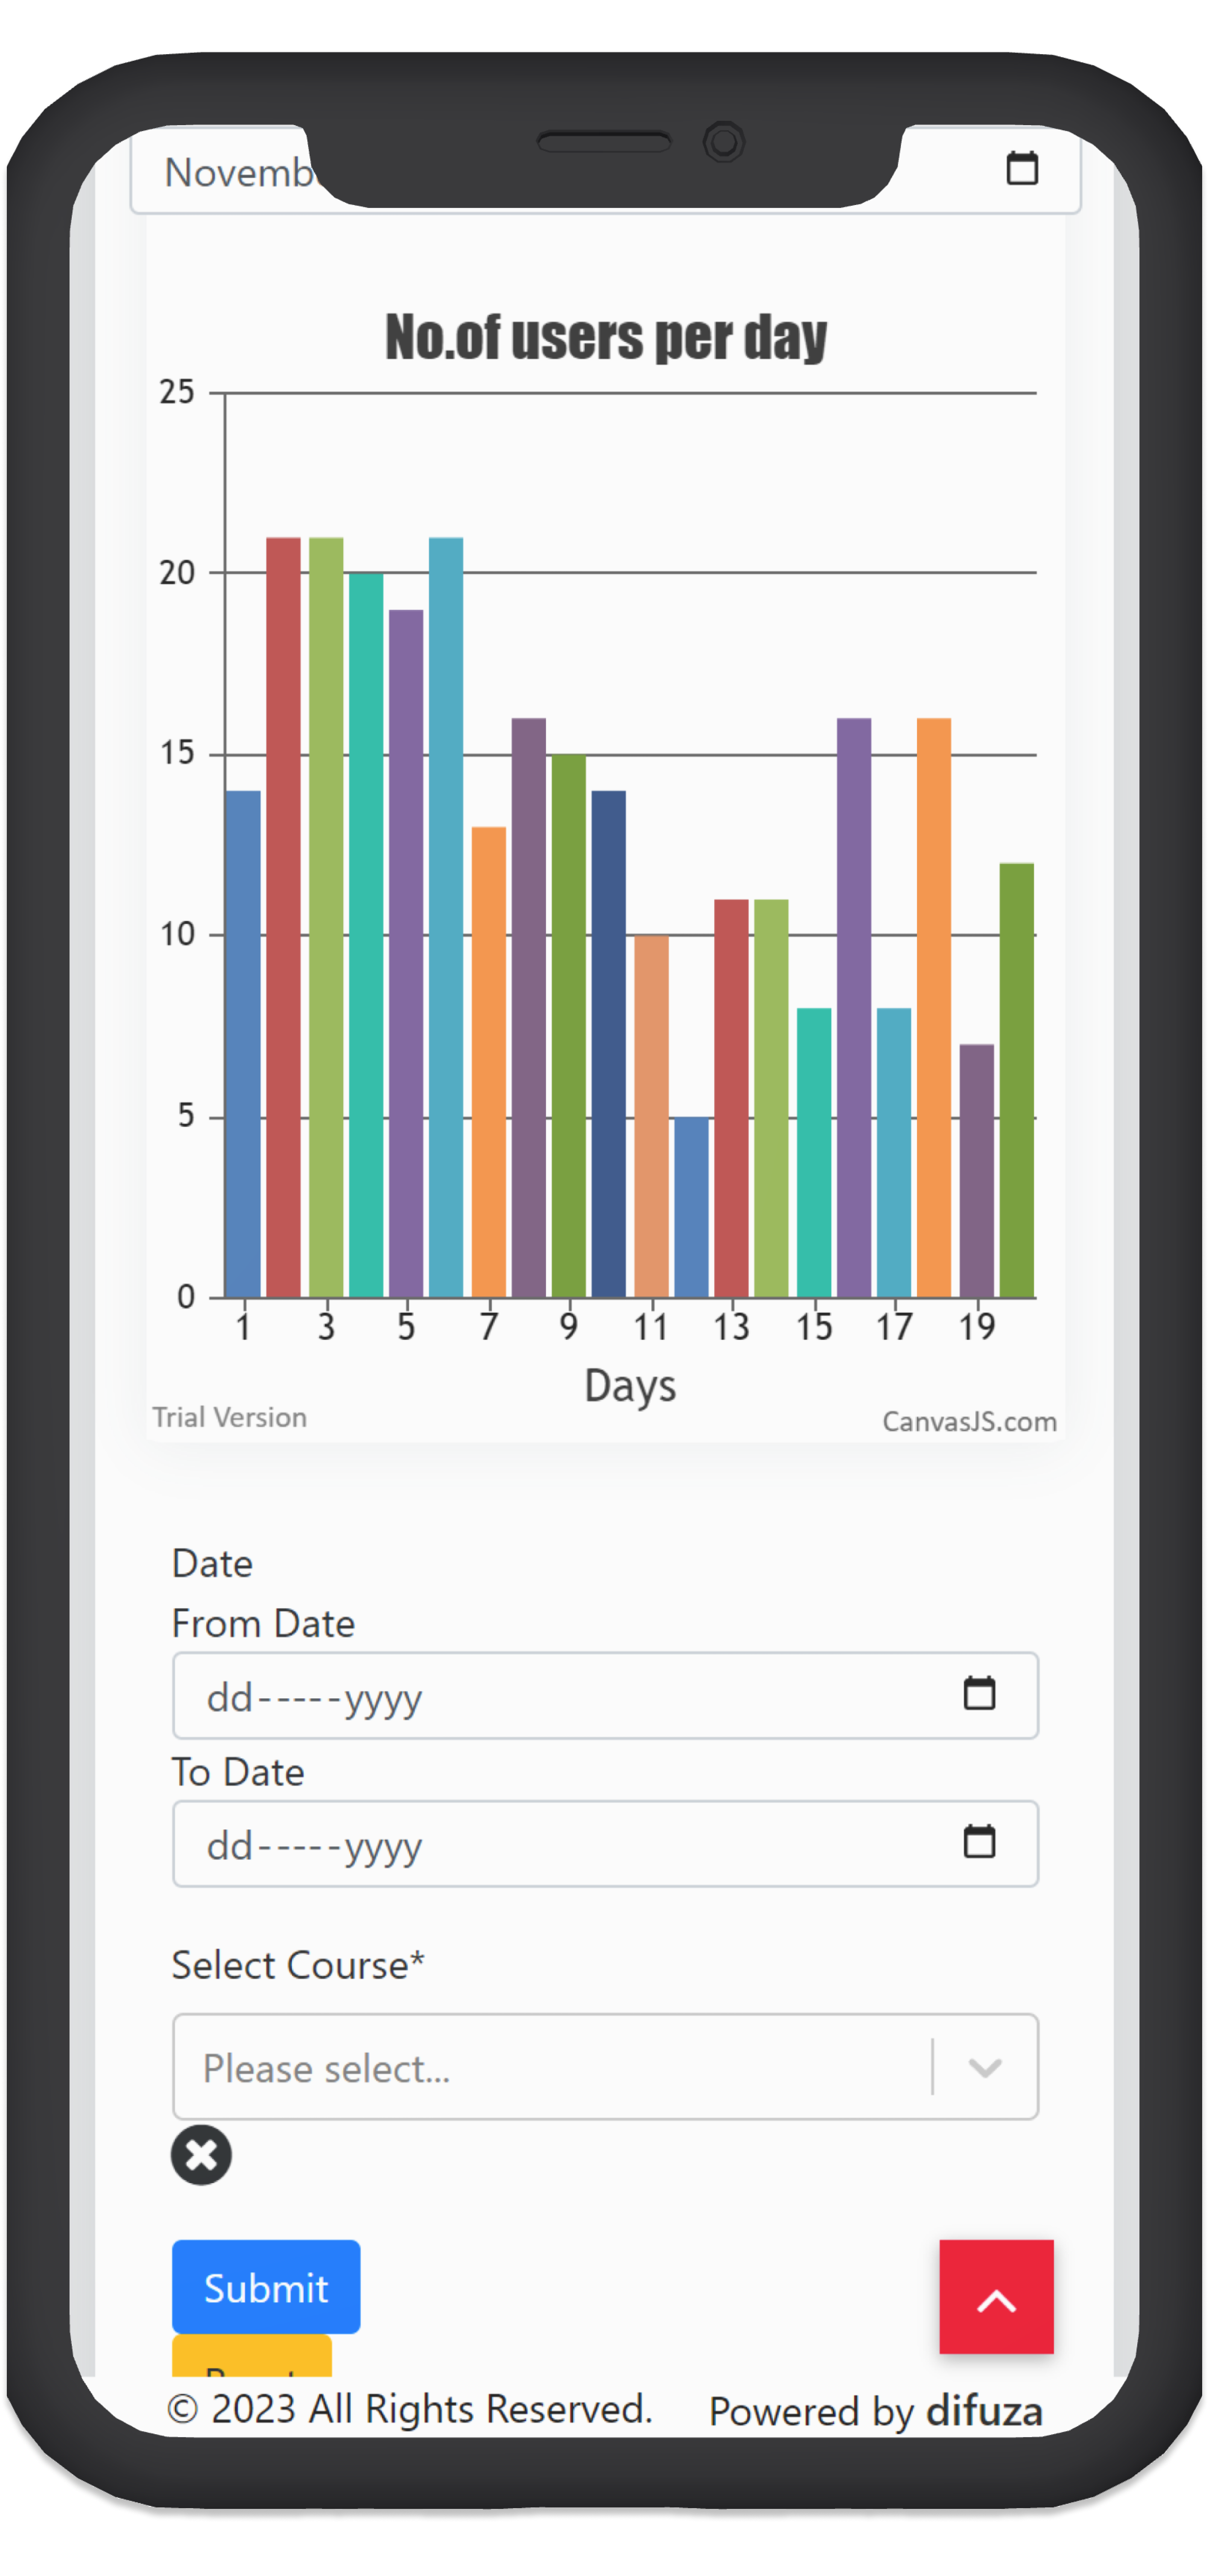 No.of users per day
25
20
15
10
5
0
1 3 5 7 9 11 13 15 17 19
Days
Trial Version CanvasJS.com
Date
From Date
dd-----yyyy
To Date
dd-----yyyy
Select Course*
Please select...
Submit
© 2023 All Rights Reserved. Powered by difuza